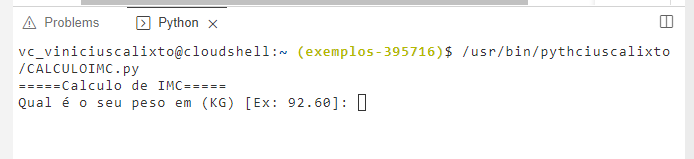 Problems
Python
vc_viniciuscalixto@cloudshell:~ (exemplos-395716)$ /usr/bin/pythciuscalixto
/CALCULOIMC.py
=====Calculo de IMC=====
Qual é o seu peso em (KG) [Ex: 92.60]: